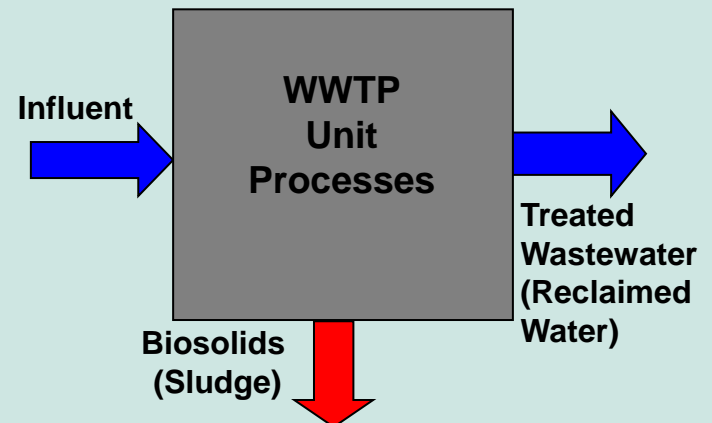 Influent
WWTP
Unit
Processes
Treated
Wastewater
(Reclaimed
Water)
Biosolids
(Sludge)